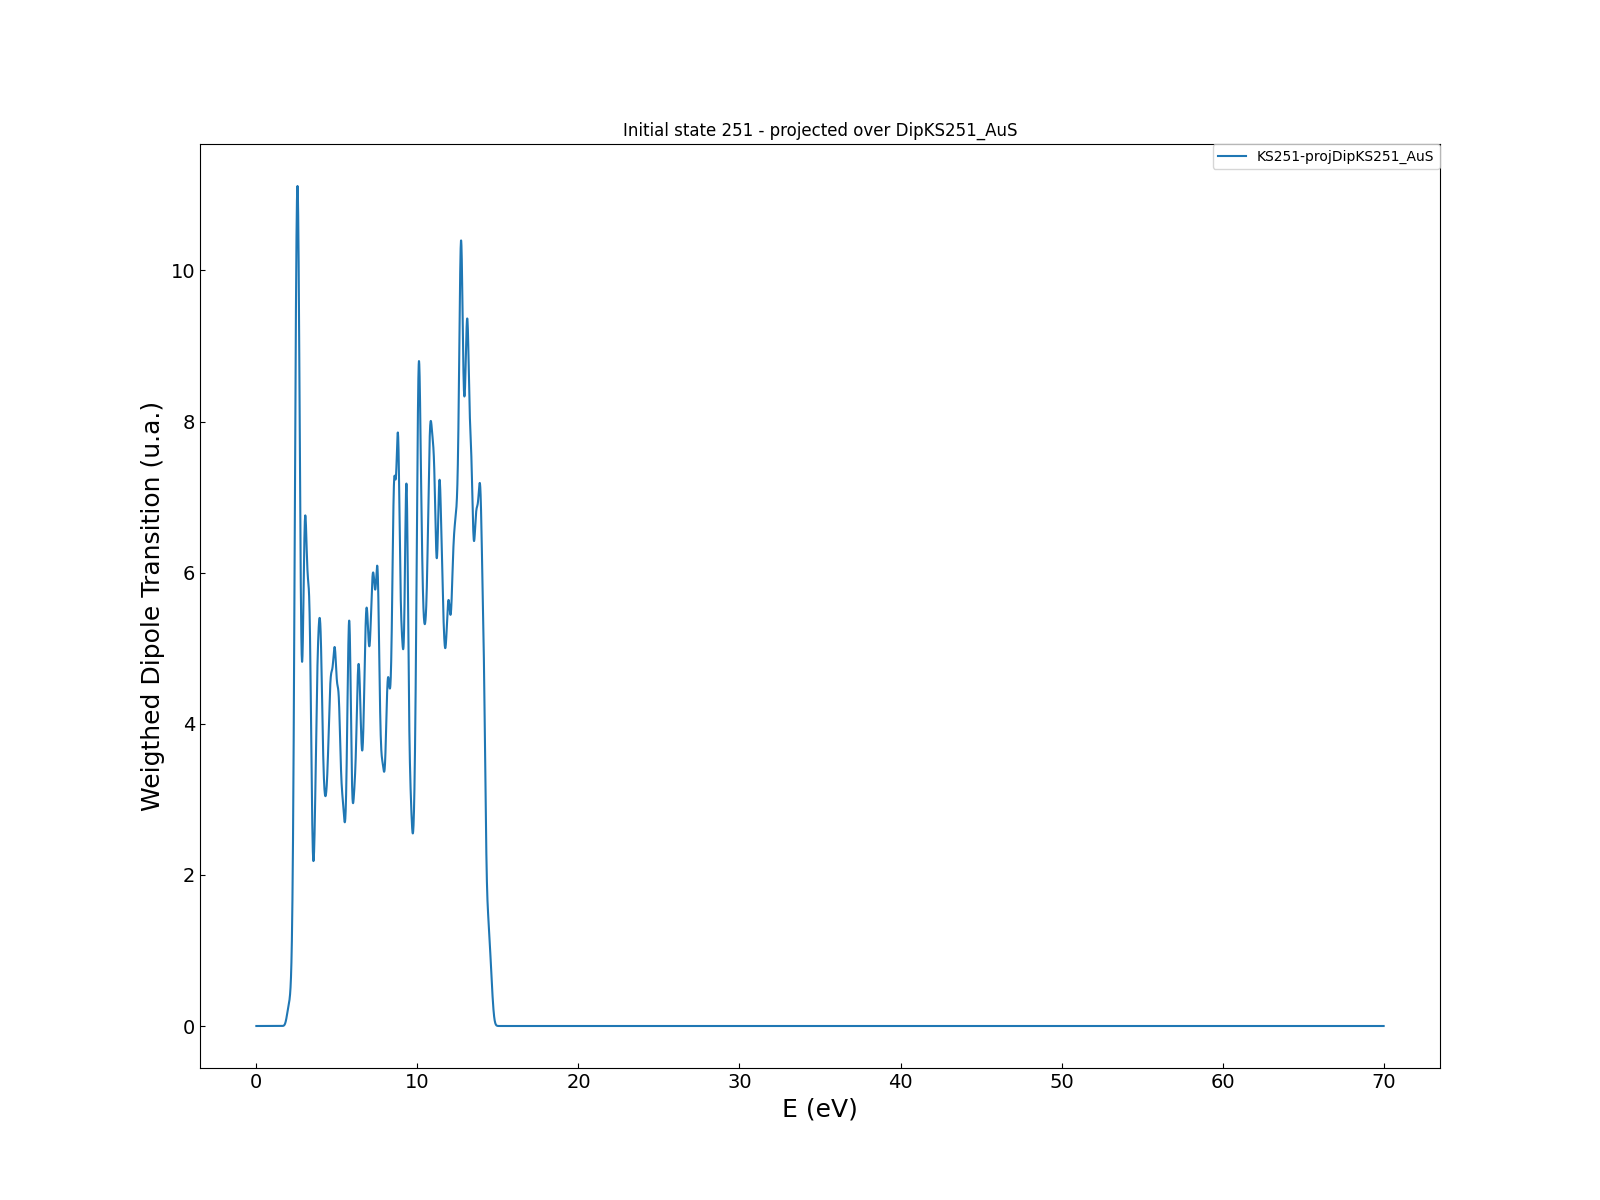 Initial state 251 - projected over DipKS251_AuS
KS251-projDipKS251_AuS
Weigthed Dipole Transition (u.a.)
10
8
6
4
2
0
0 10 20 30 40 50 60 70
E (eV)